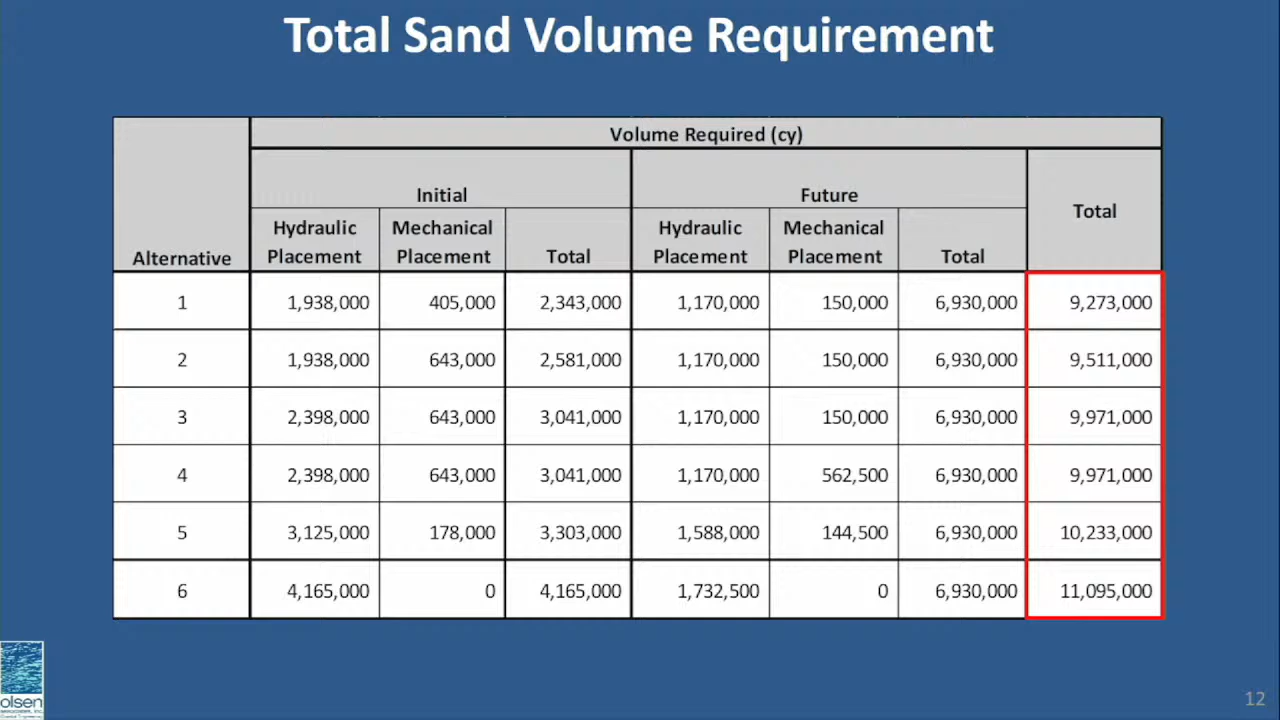 Total Sand Volume Requirement
Volume Required (cy)
Initial Future Total
Alternative Hydraulic Placement Mechanical Placement Total Hydraulic Placement Mechanical Placement Total
1 1,938,000 405,000 2,343,000 1,170,000 150,000 6,930,000 9,273,000
2 1,938,000 643,000 2,581,000 1,170,000 150,000 6,930,000 9,511,000
3 2,398,000 643,000 3,041,000 1,170,000 150,000 6,930,000 9,971,000
4 2,398,000 643,000 3,041,000 1,170,000 562,500 6,930,000 9,971,000
5 3,125,000 178,000 3,303,000 1,588,000 144,500 6,930,000 10,233,000
6 4,165,000 0 4,165,000 1,732,500 0 6,930,000 11,095,000
olsen
12